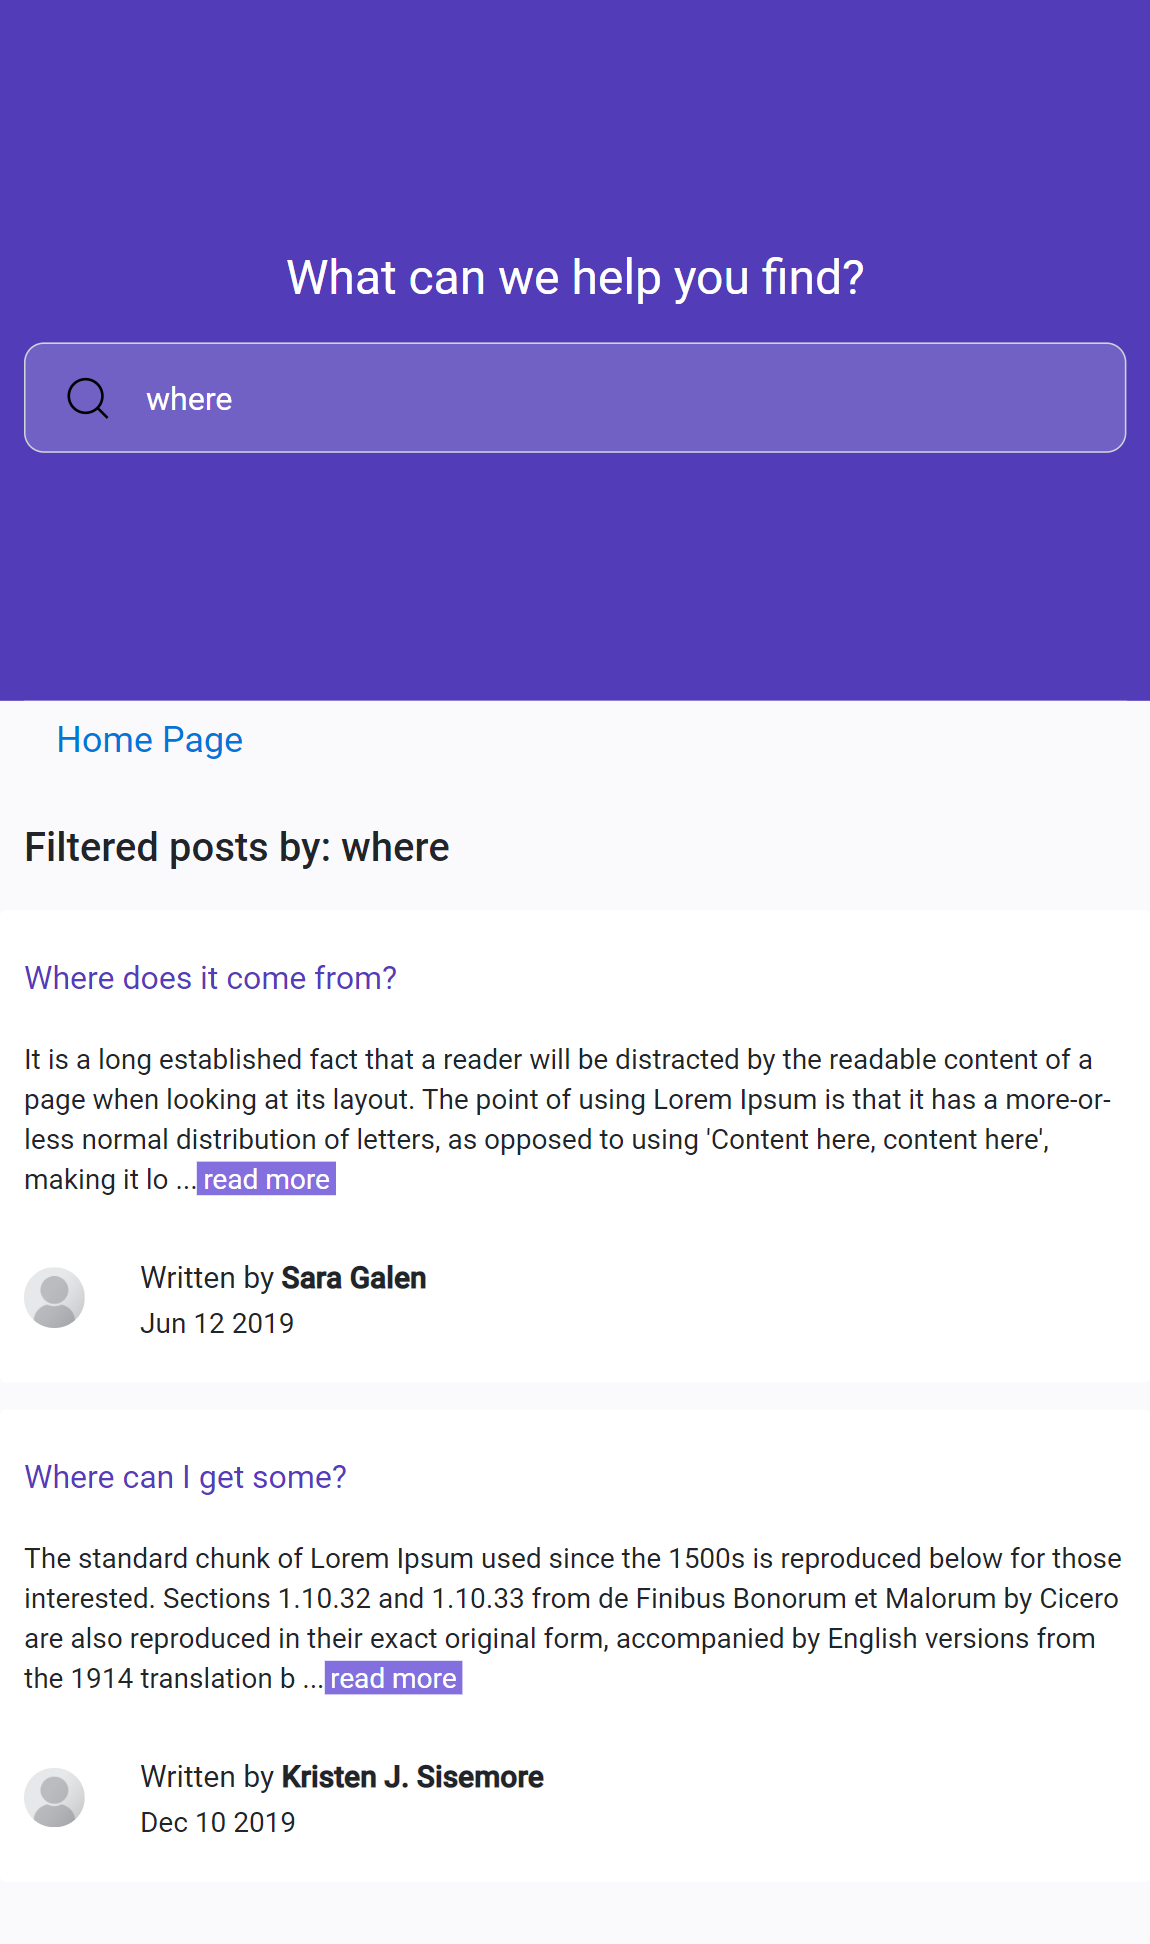 What can we help you find?
where
Home Page
Filtered posts by: where
Where does it come from?
It is a long established fact that a reader will be distracted by the readable content of a
page when looking at its layout. The point of using Lorem Ipsum is that it has a more-or-
less normal distribution of letters, as opposed to using 'Content here, content here',
making it lo ... read more
Written by Sara Galen
Jun 12 2019
Where can I get some?
The standard chunk of Lorem Ipsum used since the 1500s is reproduced below for those
interested. Sections 1.10.32 and 1.10.33 from de Finibus Bonorum et Malorum by Cicero
are also reproduced in their exact original form, accompanied by English versions from
the 1914 translation b ... read more
Written by Kristen J. Sisemore
Dec 10 2019